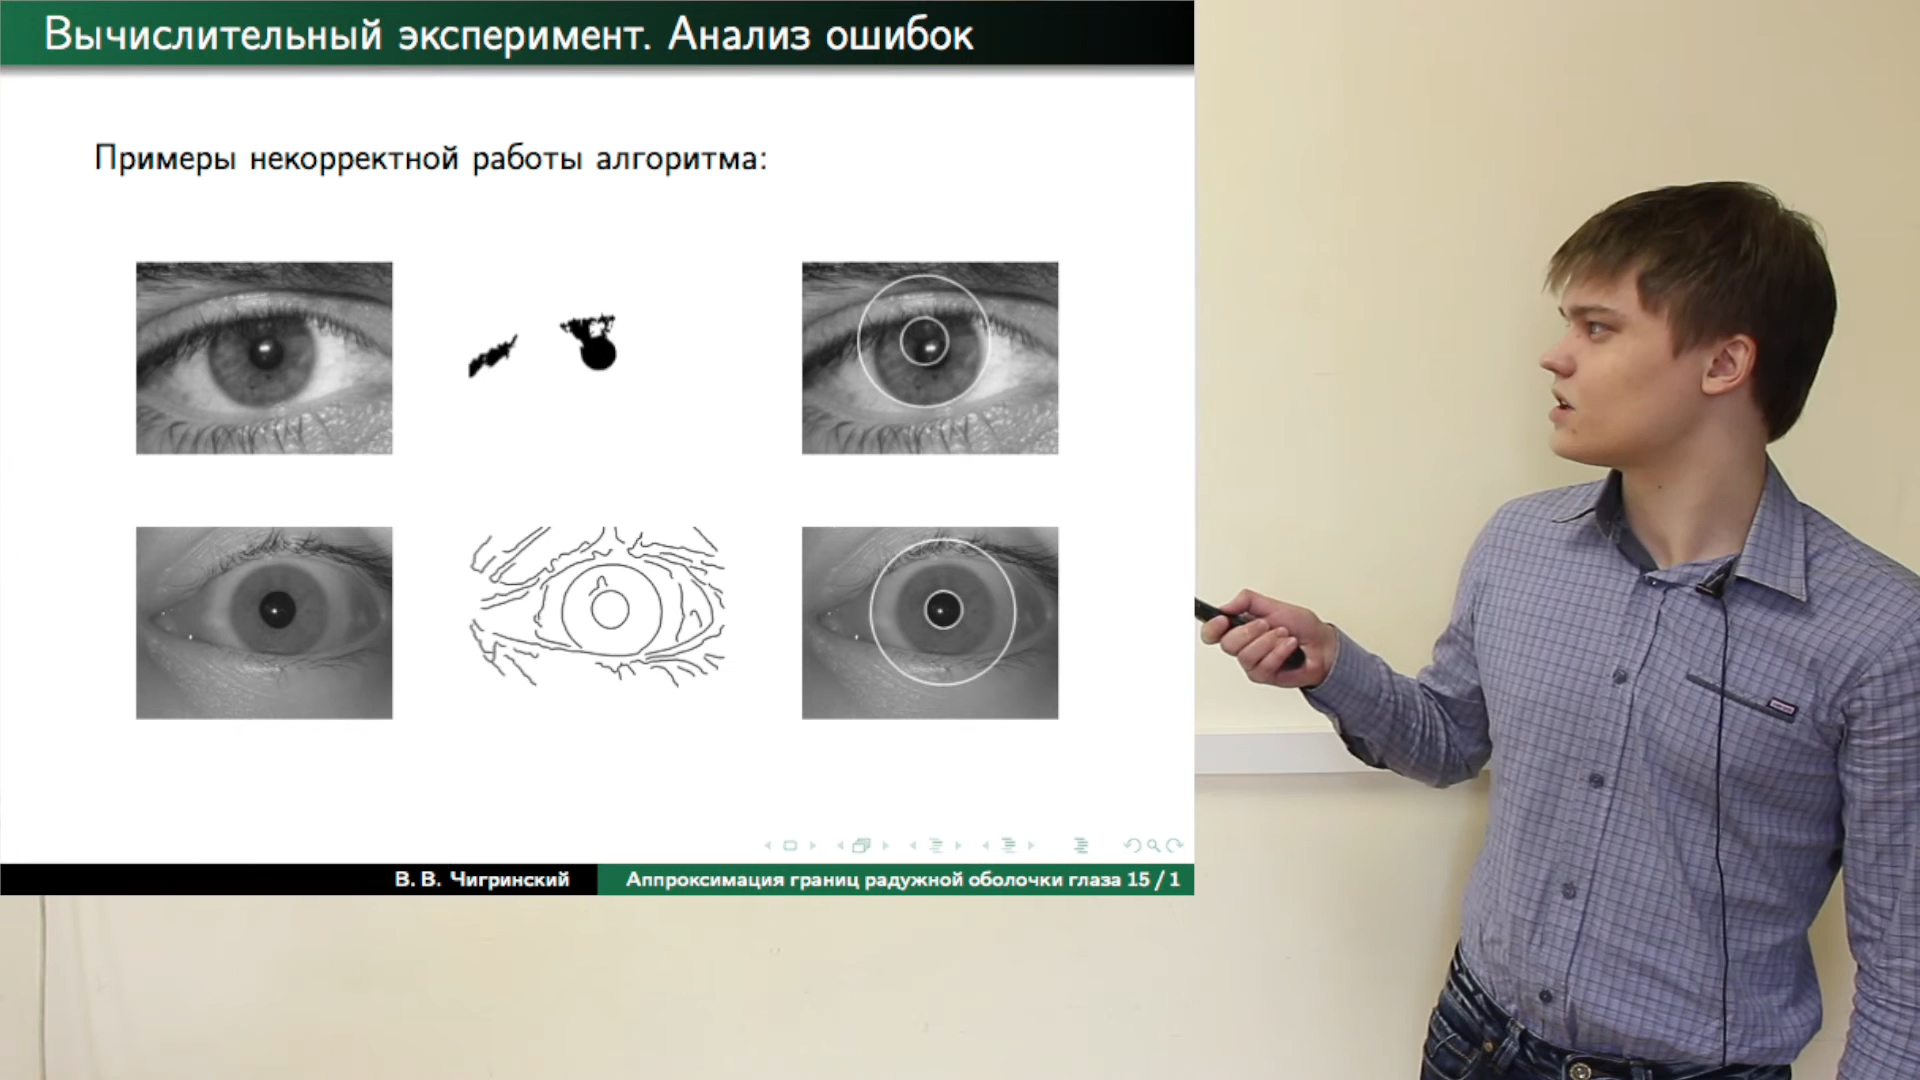 Вычислительный эксперимент. Анализ ошибок
Примеры некорректной работы алгоритма:
В. В. Чигринский
Аппроксимация границ радужной оболочки глаза 15 / 1